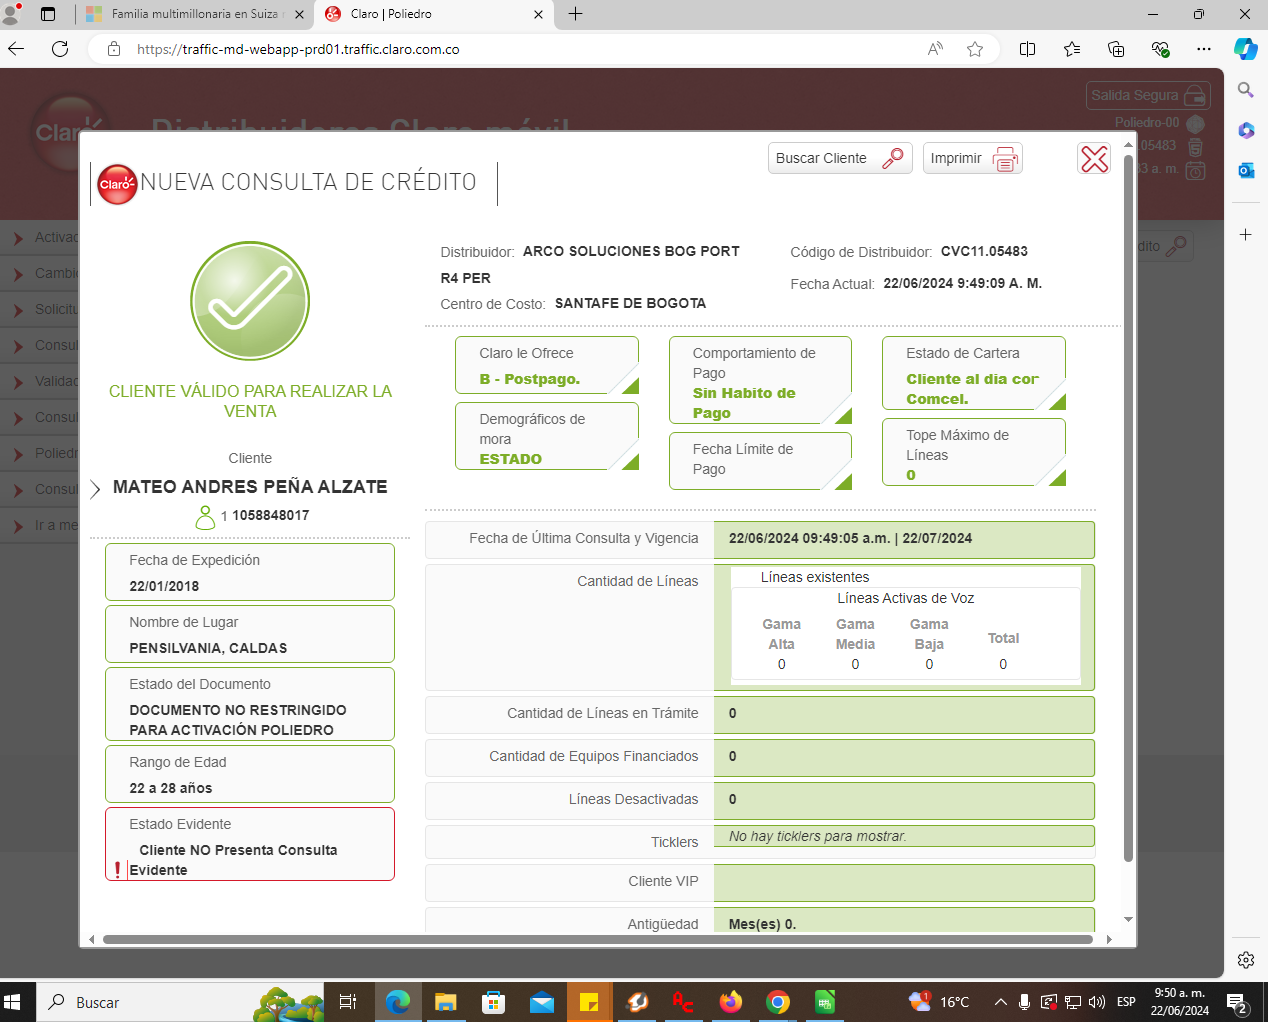 Familia multimillonaria en Suiza
Claro | Poliedro
https://traffic-md-webapp-prd01.traffic.claro.com.co
Distribuidores Claro móvil
Salida Segura
Poliedro-00
.05483
a. m.
Claro
NUEVA CONSULTA DE CRÉDITO
Buscar Cliente
Imprimir
Distribuidor: ARCO SOLUCIONES BOG PORT
R4 PER
Centro de Costo: SANTAFE DE BOGOTA
Código de Distribuidor: CVC11.05483
Fecha Actual: 22/06/2024 9:49:09 A. M.
CLIENTE VÁLIDO PARA REALIZAR LA
VENTA
Cliente
MATEO ANDRES PEÑA ALZATE
1 1058848017
Fecha de Expedición
22/01/2018
Nombre de Lugar
PENSILVANIA, CALDAS
Estado del Documento
DOCUMENTO NO RESTRINGIDO
PARA ACTIVACIÓN POLIEDRO
Rango de Edad
22 a 28 años
Estado Evidente
Cliente NO Presenta Consulta
Evidente
Claro le Ofrece
B - Postpago.
Demográficos de
mora
ESTADO
Comportamiento de
Pago
Sin Habito de
Pago
Fecha Límite de
Pago
Estado de Cartera
Cliente al dia con
Comcel.
Tope Máximo de
Líneas
0
Fecha de Última Consulta y Vigencia 22/06/2024 09:49:05 a.m. | 22/07/2024
Cantidad de Líneas
Líneas existentes
Líneas Activas de Voz
Gama Alta Gama Media Gama Baja Total
0 0 0 0
Cantidad de Líneas en Trámite 0
Cantidad de Equipos Financiados 0
Líneas Desactivadas 0
Ticklers No hay ticklers para mostrar.
Cliente VIP
Antigüedad Mes(es) 0.
Activac
Cambi
Solicitu
Consul
Validac
Consul
Poliedr
Consul
Ir a me
dito
Buscar
16°C
ESP
9:50 a. m.
22/06/2024
2